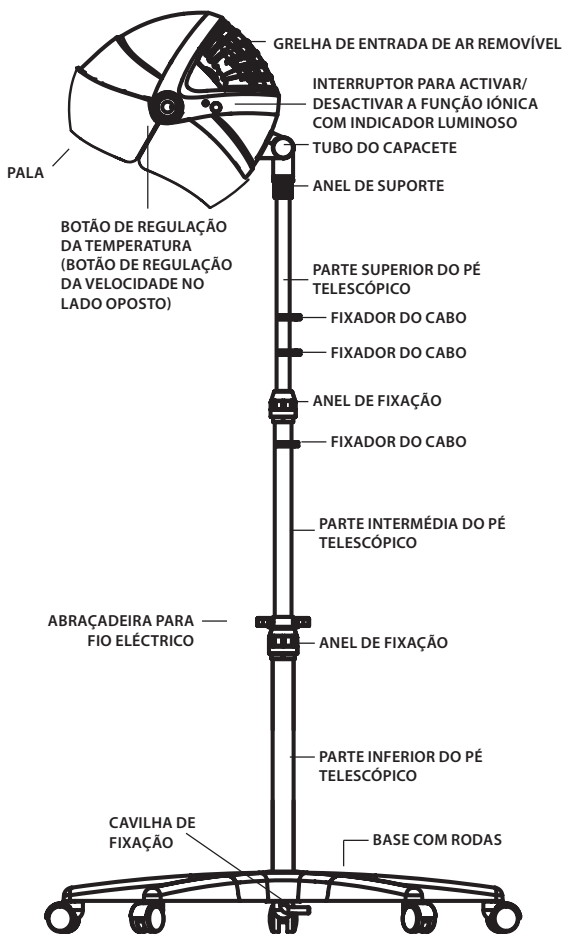 GRELHA DE ENTRADA DE AR REMOVÍVEL
INTERRUPTOR PARA ACTIVAR/
DESACTIVAR A FUNÇÃO IÓNICA
COM INDICADOR LUMINOSO
TUBO DO CAPACETE
PALA
ANEL DE SUPORTE
BOTÃO DE REGULAÇÃO
DA TEMPERATURA
(BOTÃO DE REGULAÇÃO
DA VELOCIDADE NO
LADO OPOSTO)
PARTE SUPERIOR DO PÉ
TELESCÓPICO
FIXADOR DO CABO
FIXADOR DO CABO
ANEL DE FIXAÇÃO
FIXADOR DO CABO
PARTE INTERMÉDIA DO PÉ
TELESCÓPICO
ABRAÇADEIRA PARA
FIO ELÉCTRICO
ANEL DE FIXAÇÃO
PARTE INFERIOR DO PÉ
TELESCÓPICO
CAVILHA DE
FIXAÇÃO
BASE COM RODAS